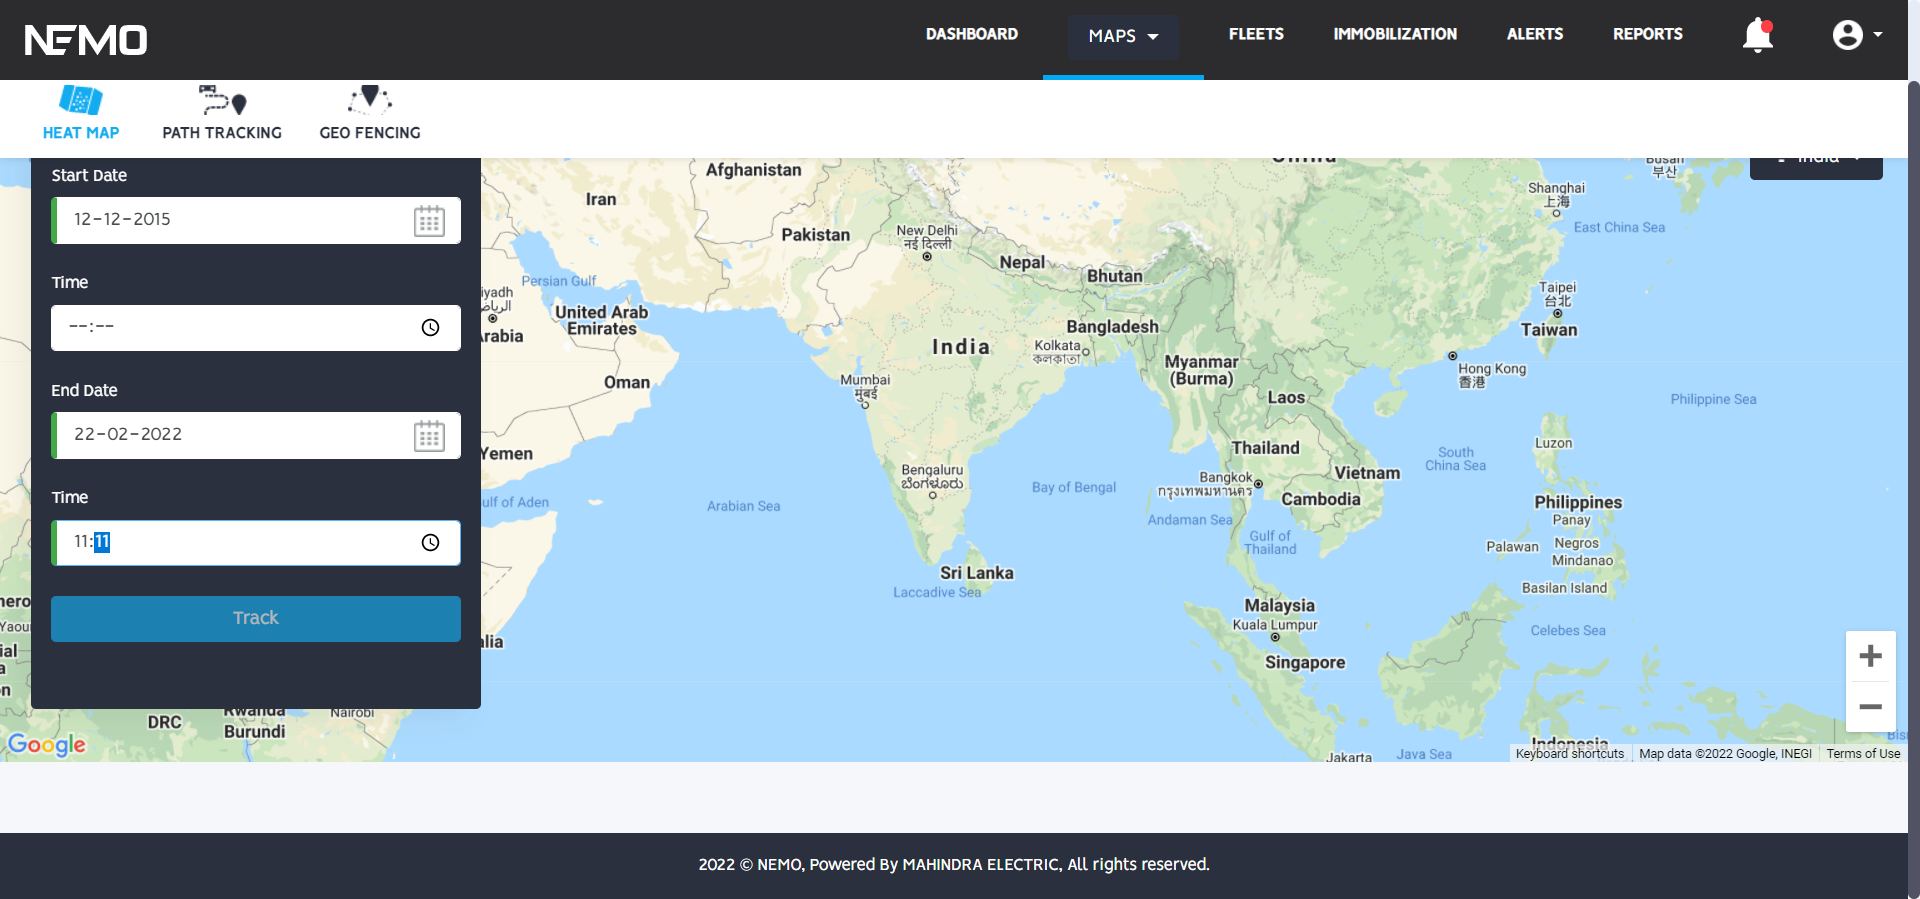 NEMO
DASHBOARD
MAPS
FLEETS
IMMOBILIZATION
ALERTS
REPORTS
HEAT MAP
PATH TRACKING
GEO FENCING
India
Start Date
12-12-2015
Time
--:--
End Date
22-02-2022
Time
11:11
Track
Afghanistan
Iran
Pakistan
New Delhi
नई दिल्ली
Nepal
Bhutan
Persian Gulf
United Arab
Emirates
Oman
Yemen
India
Bangladesh
Kolkata
কলকাতা
Mumbai
मुंबई
Myanmar
(Burma)
Laos
Thailand
Bangkok
กรุงเทพมหานคร
Vietnam
Cambodia
Bengaluru
ಬೆಂಗಳೂರು
Arabian Sea
Bay of Bengal
Andaman Sea
Gulf of
Thailand
Sri Lanka
Laccadive Sea
Malaysia
Kuala Lumpur
Singapore
China
Busan
부산
Shanghai
上海
East China Sea
Taipei
台北
Taiwan
Hong Kong
香港
Philippine Sea
South
China Sea
Luzon
Philippines
Panay
Palawan
Negros
Mindanao
Basilan Island
Celebes Sea
Indonesia
Jakarta
Java Sea
DRC
Rwanda
Burundi
Nairobi
Google
Keyboard shortcuts
Map data ©2022 Google, INEGI
Terms of Use
2022 © NEMO, Powered By MAHINDRA ELECTRIC, All rights reserved.